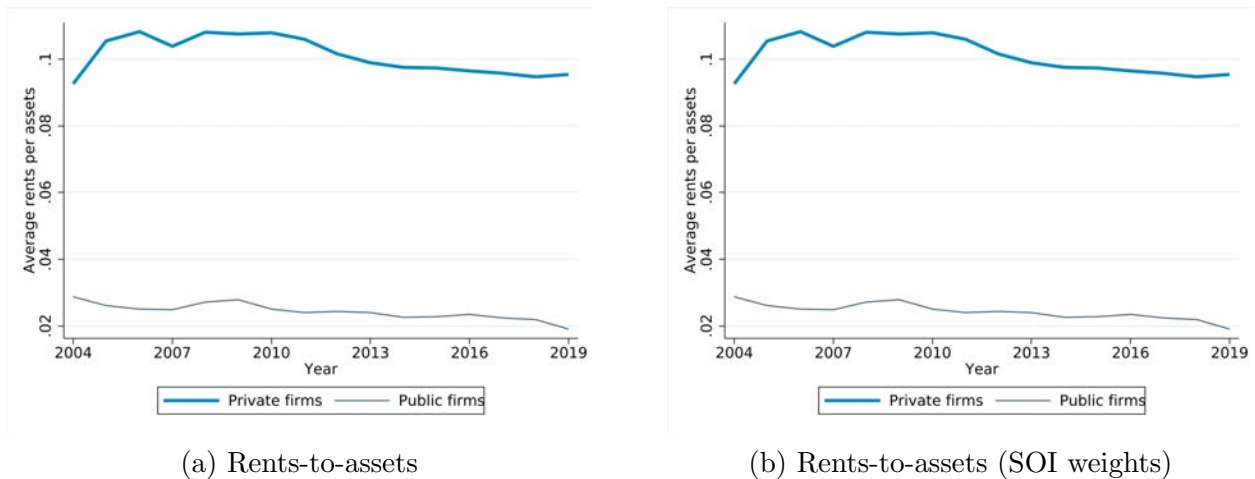 Average rents per assets
.1
.08
.06
.04
.02
2004 2007 2010 2013 2016 2019
Year
Private firms Public firms
(a) Rents-to-assets
Average rents per assets
.1
.08
.06
.04
.02
2004 2007 2010 2013 2016 2019
Year
Private firms Public firms
(b) Rents-to-assets (SOI weights)